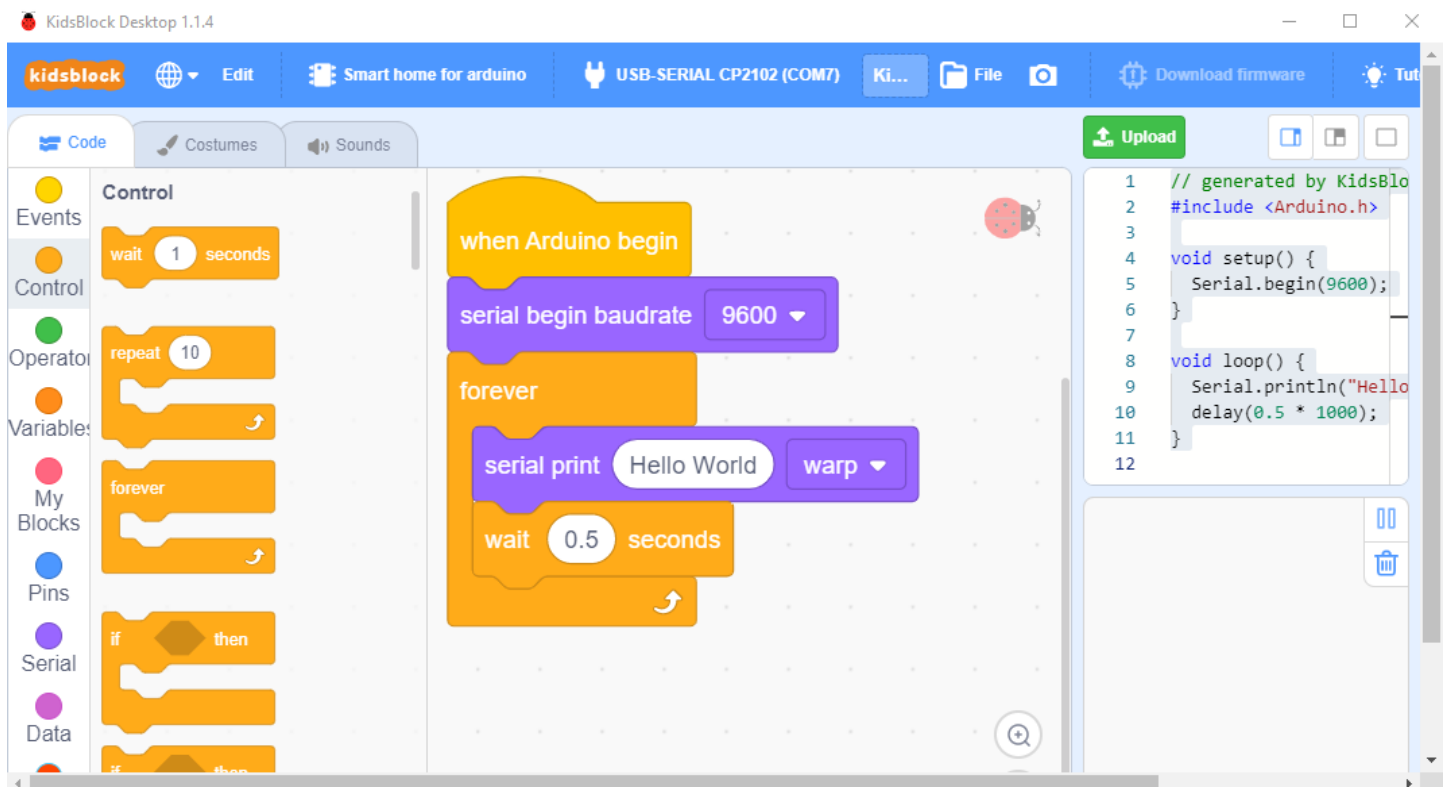 KidsBlock Desktop 1.1.4
kidsblock Edit Smart home for arduino USB-SERIAL CP2102 (COM7) Ki... File Download firmware Tut
Code Costumes Sounds Upload
Events
Control
Operator
Variables
My
Blocks
Pins
Serial
Data
Control
wait 1 seconds
repeat 10
forever
if then
if then
when Arduino begin
serial begin baudrate 9600
forever
serial print Hello World warp
wait 0.5 seconds
1 // generated by KidsBlo
2 #include <Arduino.h>
3
4 void setup() {
5 Serial.begin(9600);
6 }
7
8 void loop() {
9 Serial.println("Hello
10 delay(0.5 * 1000);
11 }
12